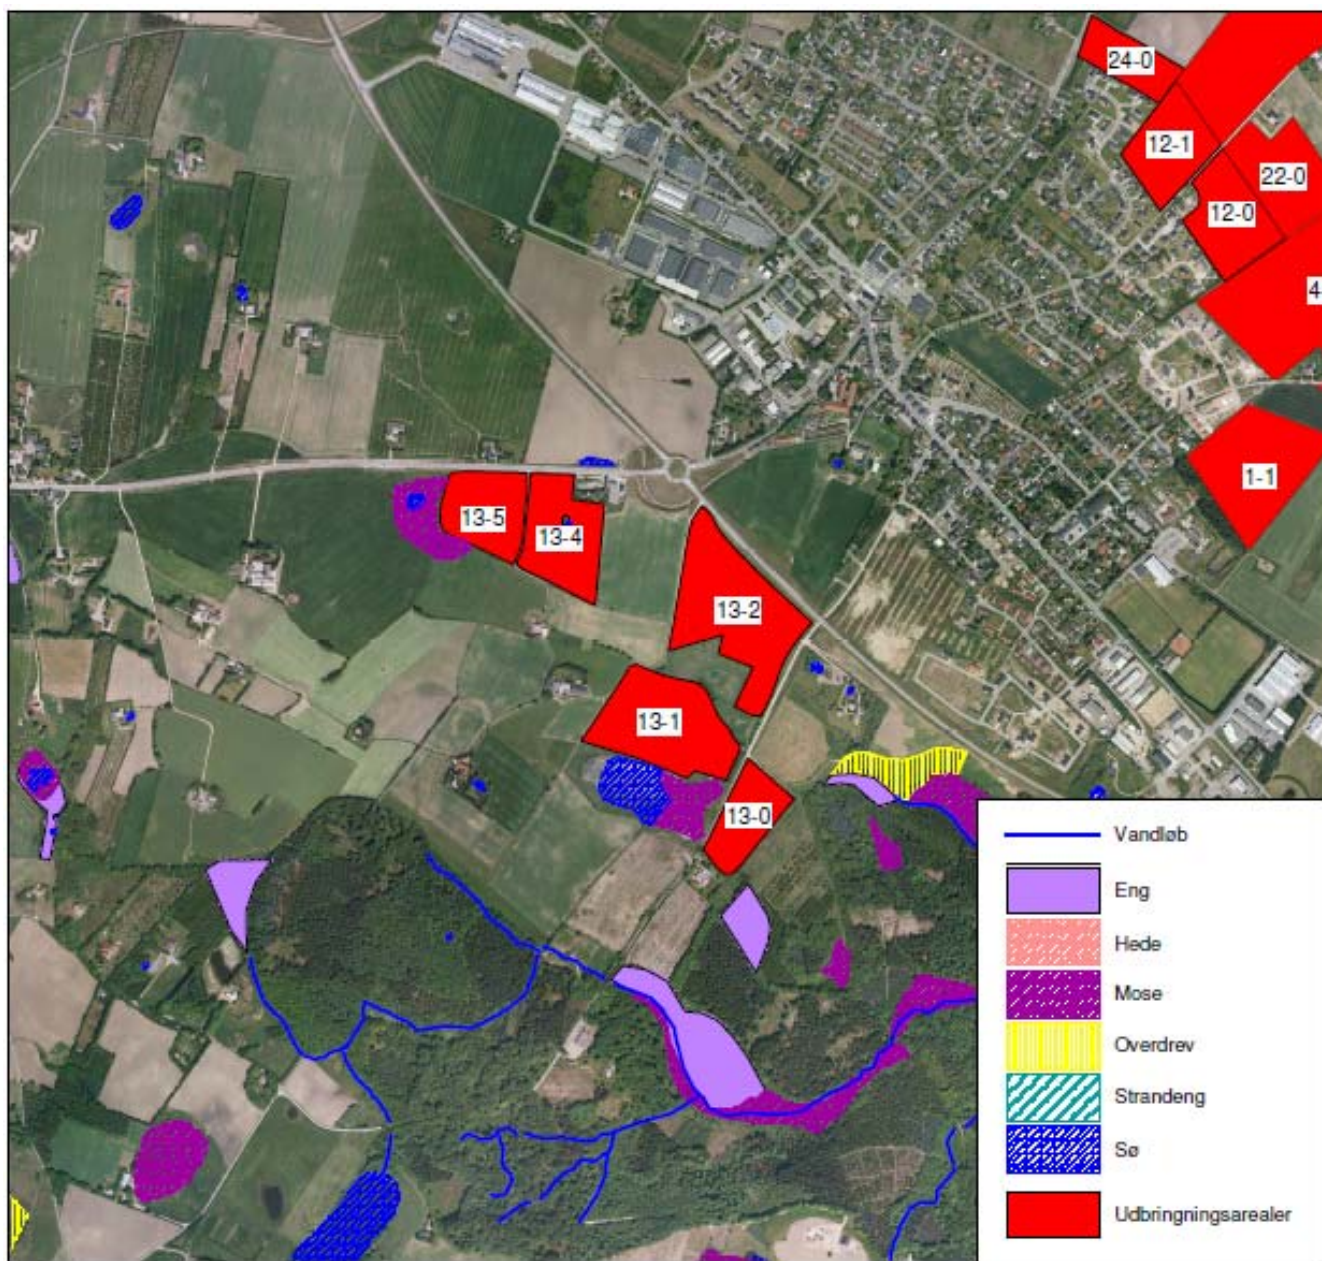 24-0
12-1
22-0
12-0
4
1-1
13-5
13-4
13-2
13-1
13-0
Vandløb
Eng
Hede
Mose
Overdrev
Strandeng
Sø
Udbringningsarealer